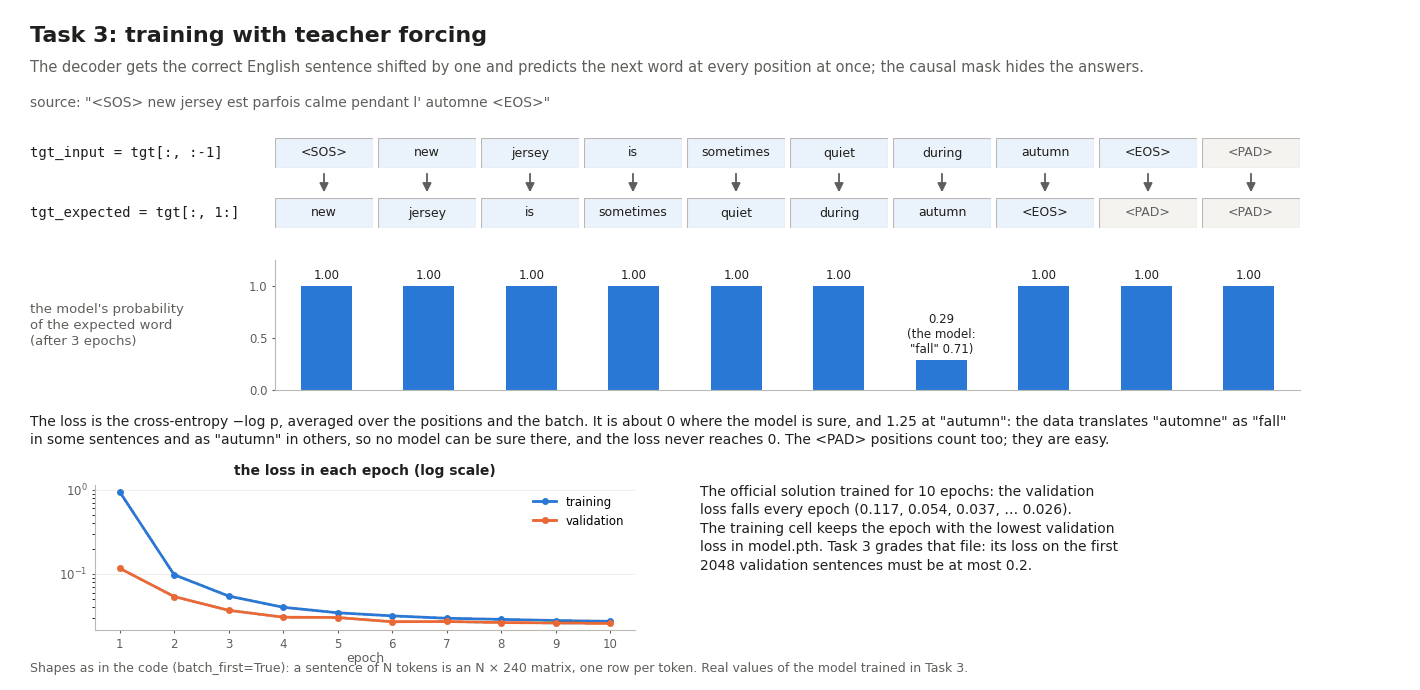 Task 3: training with teacher forcing
The decoder gets the correct English sentence shifted by one and predicts the next word at every position at once; the causal mask hides the answers.
source: "<SOS> new jersey est parfois calme pendant l' automne <EOS>"
tgt_input = tgt[:, :-1] <SOS> new jersey is sometimes quiet during autumn <EOS> <PAD>
tgt_expected = tgt[:, 1:] new jersey is sometimes quiet during autumn <EOS> <PAD> <PAD>
1.00 1.00 1.00 1.00 1.00 1.00 1.00 1.00 1.00
1.0
0.5
0.0
0.29
(the model:
"fall" 0.71)
the model's probability
of the expected word
(after 3 epochs)
The loss is the cross-entropy −log p, averaged over the positions and the batch. It is about 0 where the model is sure, and 1.25 at "autumn": the data translates "automne" as "fall"
in some sentences and as "autumn" in others, so no model can be sure there, and the loss never reaches 0. The <PAD> positions count too; they are easy.
the loss in each epoch (log scale)
10⁰
10⁻¹
training
validation
1 2 3 4 5 6 7 8 9 10
epoch
The official solution trained for 10 epochs: the validation
loss falls every epoch (0.117, 0.054, 0.037, … 0.026).
The training cell keeps the epoch with the lowest validation
loss in model.pth. Task 3 grades that file: its loss on the first
2048 validation sentences must be at most 0.2.
Shapes as in the code (batch_first=True): a sentence of N tokens is an N × 240 matrix, one row per token. Real values of the model trained in Task 3.